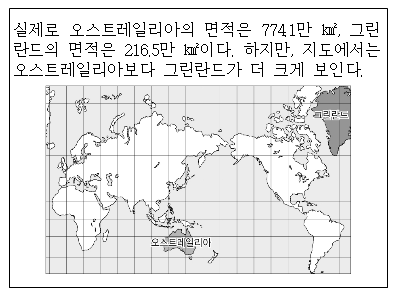 실제로 오스트레일리아의 면적은 774.1만 ㎢, 그린
란드의 면적은 216.5만 ㎢이다. 하지만, 지도에서는
오스트레일리아보다 그린란드가 더 크게 보인다.
그린란드
오스트레일리아